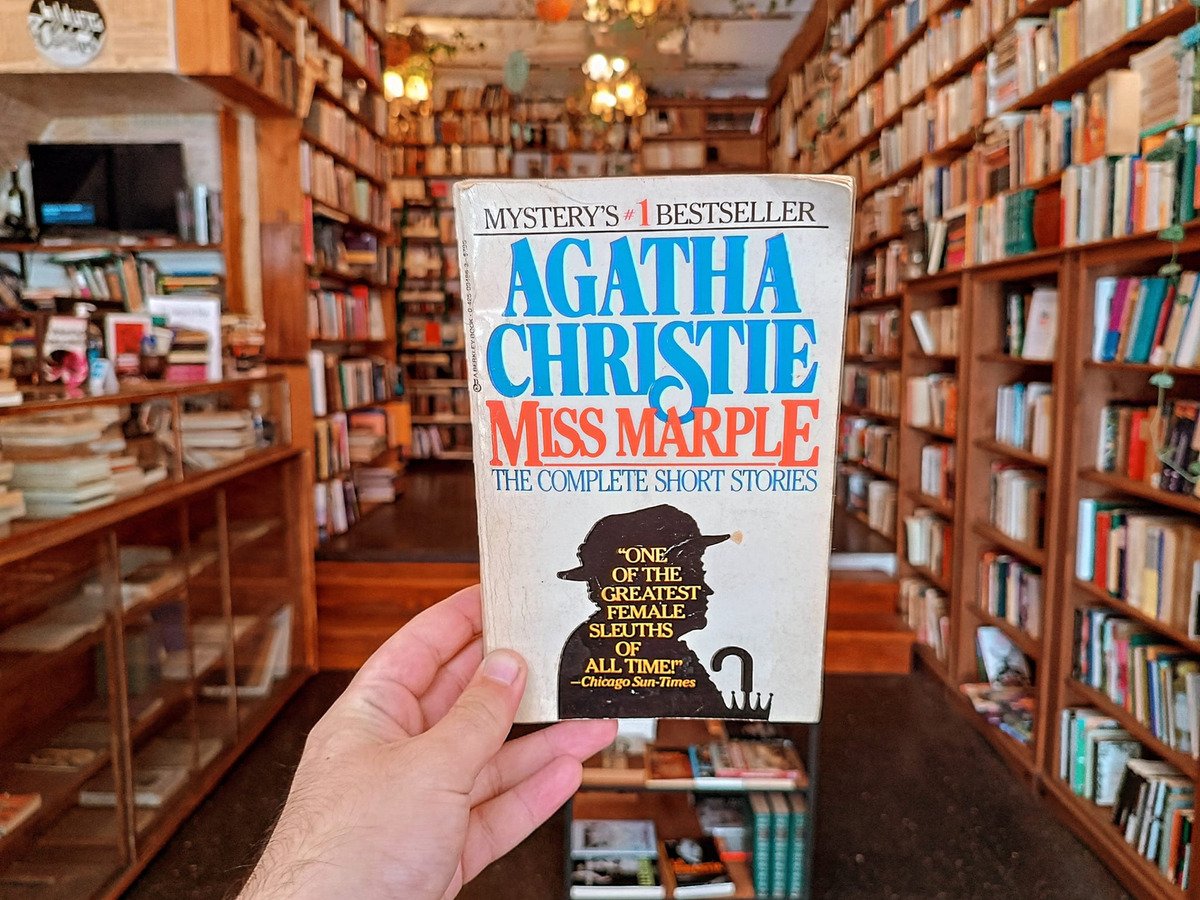 MYSTERY'S #1 BESTSELLER
AGATHA
CHRISTIE
MISS MARPLE
THE COMPLETE SHORT STORIES
"ONE
OF THE
GREATEST
FEMALE
SLEUTHS
OF
ALL TIME!"
—Chicago Sun-Times